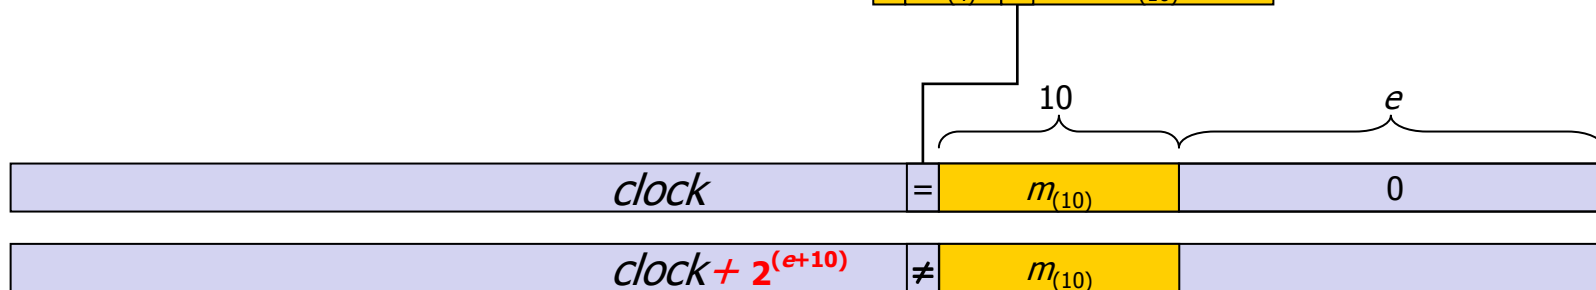 10 e
clock = m(10) 0
clock + 2^(e+10) ≠ m(10)